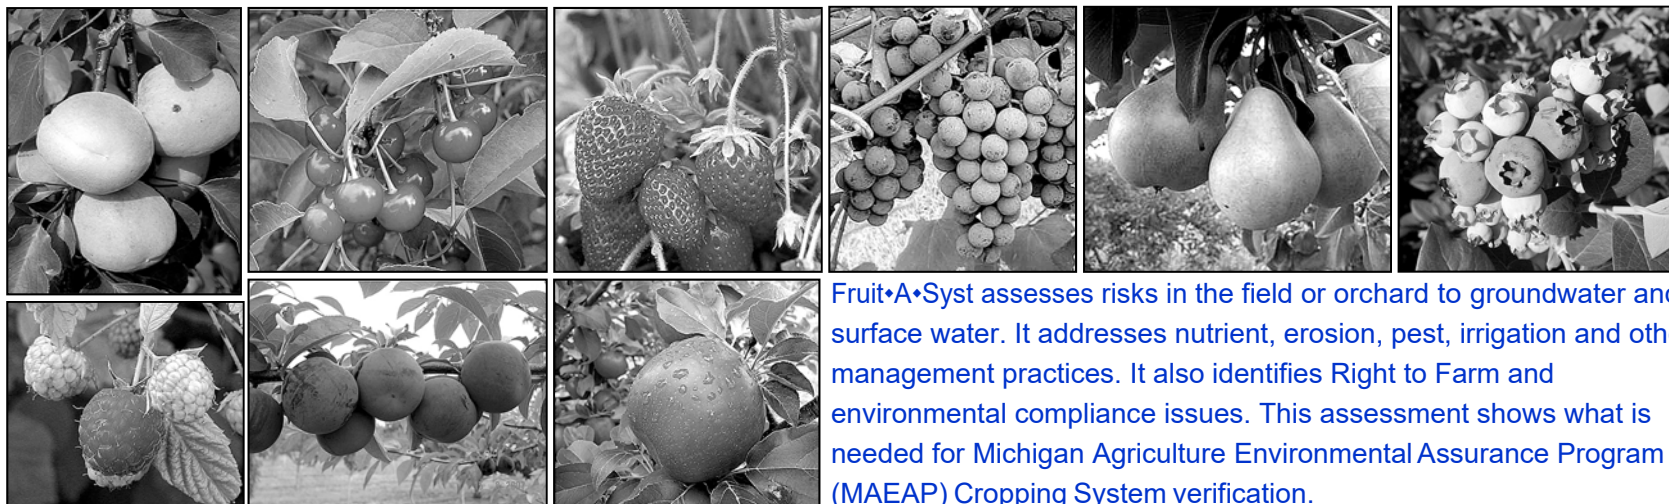 Fruit⬩A⬩Syst assesses risks in the field or orchard to groundwater and
surface water. It addresses nutrient, erosion, pest, irrigation and
management practices. It also identifies Right to Farm and
environmental compliance issues. This assessment shows what is
needed for Michigan Agriculture Environmental Assurance Program
(MAEAP) Cropping System verification.